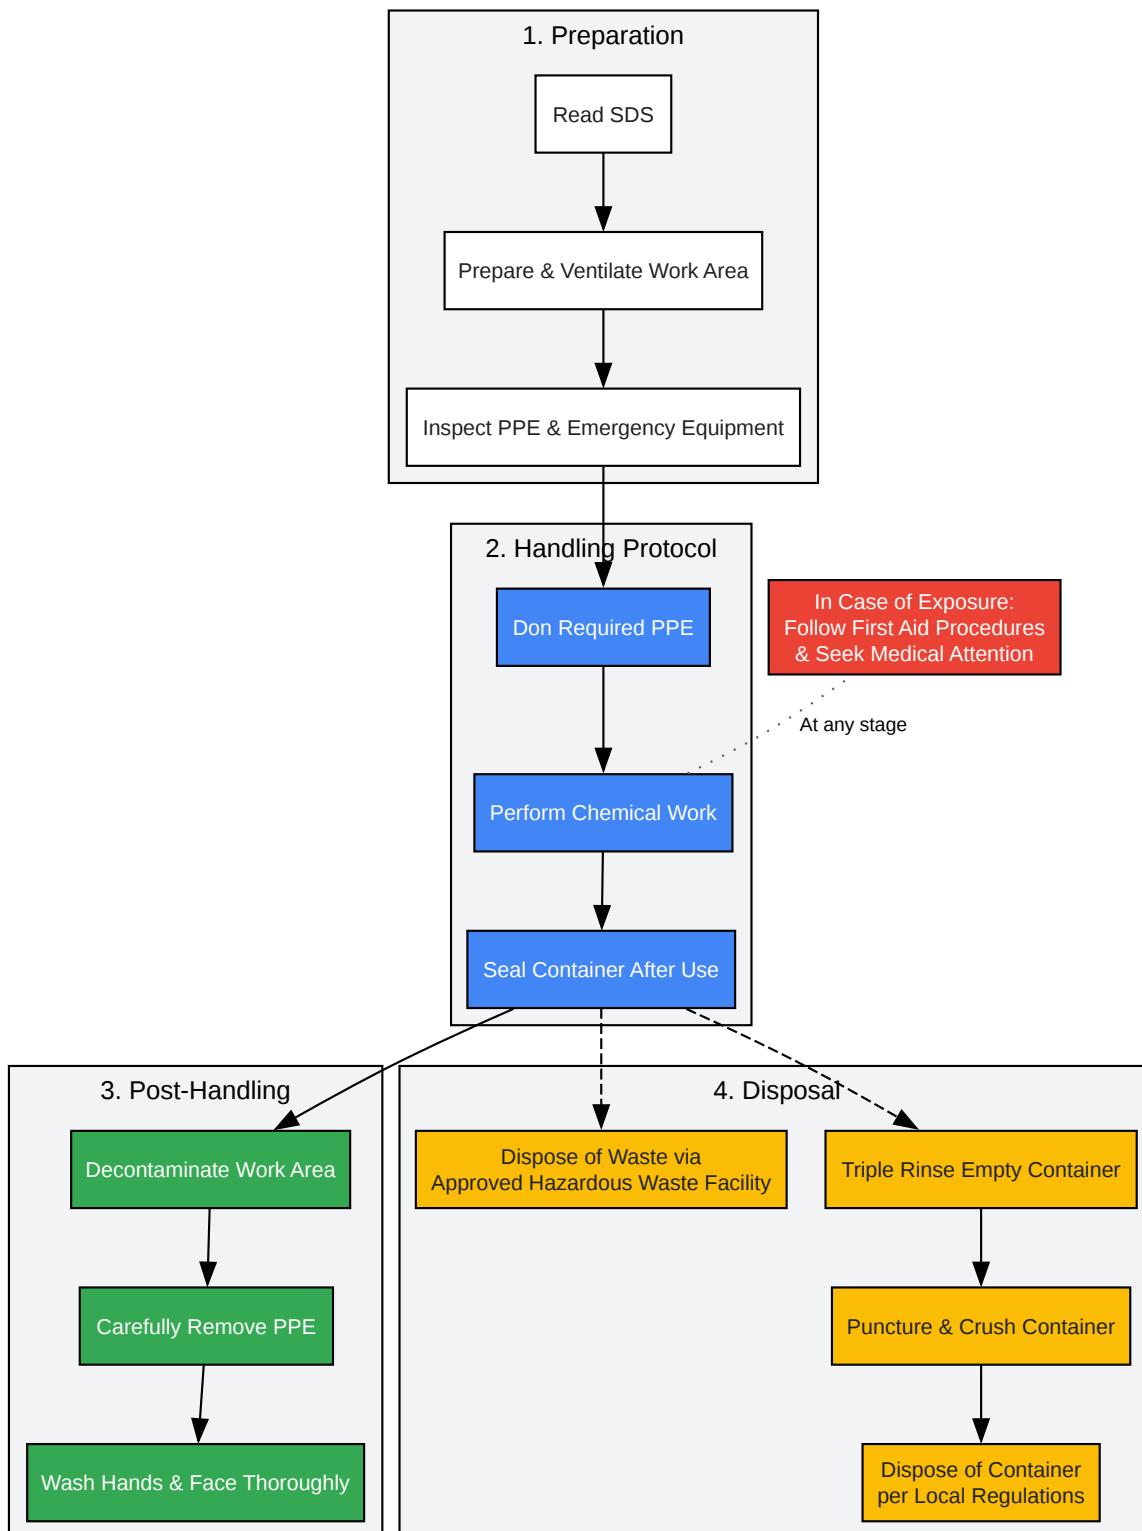 1. Preparation
Read SDS
Prepare & Ventilate Work Area
Inspect PPE & Emergency Equipment
2. Handling Protocol
Don Required PPE
In Case of Exposure:
Follow First Aid Procedures
& Seek Medical Attention
At any stage
Perform Chemical Work
Seal Container After Use
3. Post-Handling
Decontaminate Work Area
Carefully Remove PPE
Wash Hands & Face Thoroughly
4. Disposal
Dispose of Waste via
Approved Hazardous Waste Facility
Triple Rinse Empty Container
Puncture & Crush Container
Dispose of Container
per Local Regulations